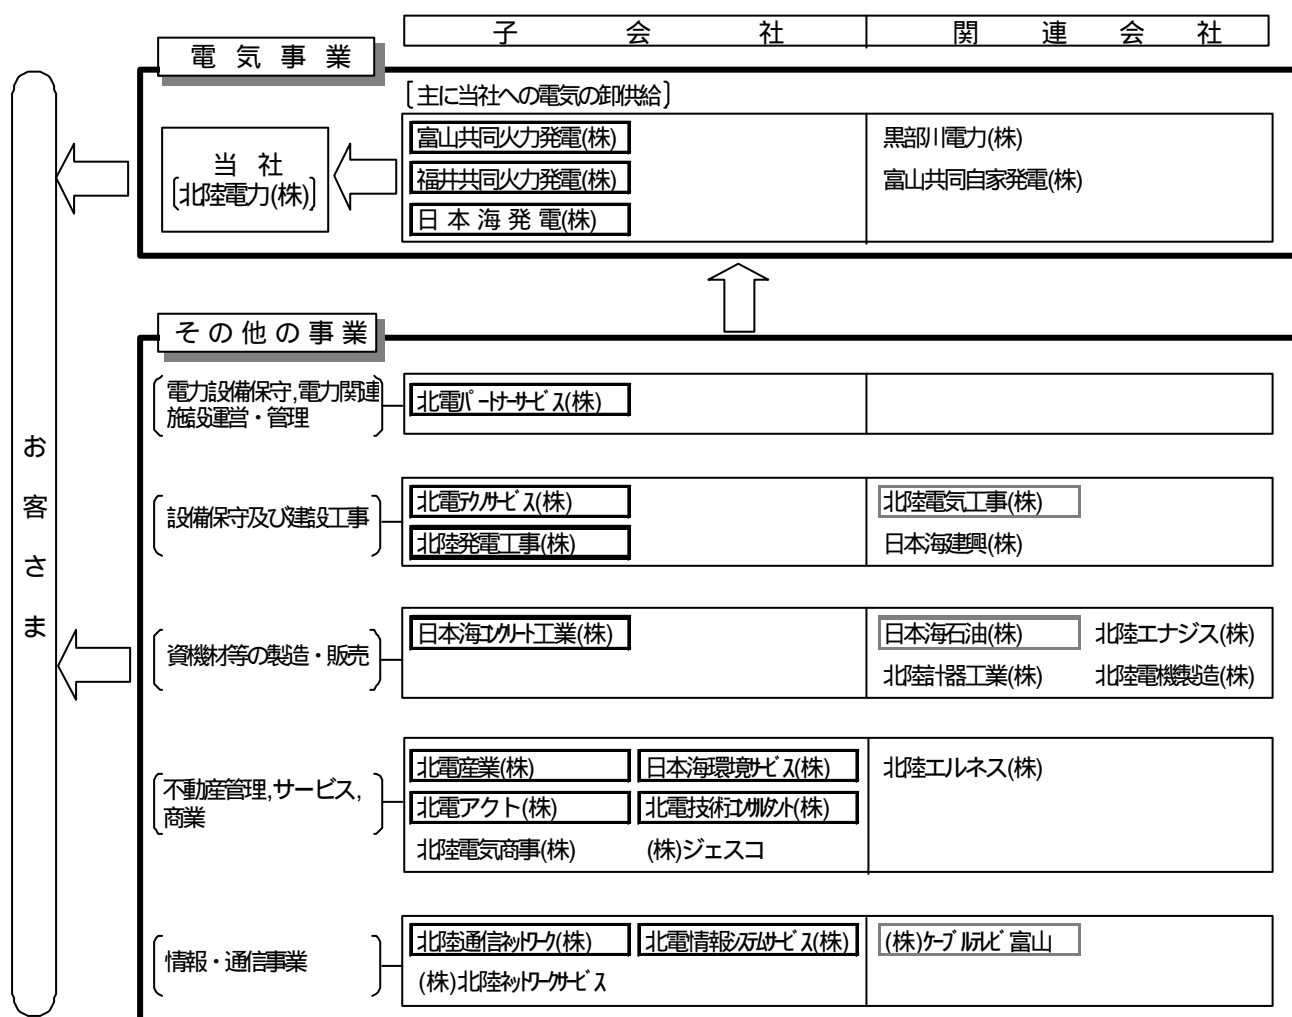 子会社 関連会社
電気事業
〔主に当社への電気の卸供給〕
当社
〔北陸電力(株)〕
富山共同火力発電(株) 黒部川電力(株)
福井共同火力発電(株) 富山共同自家発電(株)
日本海発電(株)
お客さま
その他の事業
電力設備保守,電力関連
施設運営・管理
北電パートナーサービス(株)
設備保守及び建設工事
北電テクノサービス(株) 北陸電気工事(株)
北陸発電工事(株) 日本海建興(株)
資機材等の製造・販売
日本海コンクリート工業(株) 日本海石油(株) 北陸エナジス(株)
北陸計器工業(株) 北陸電機製造(株)
不動産管理,サービス,
商業
北電産業(株) 日本海環境サービス(株) 北陸エルネス(株)
北電アクト(株) 北電技術コンサルタント(株)
北陸電気商事(株) (株)ジェスコ
情報・通信事業
北陸通信ネットワーク(株) 北電情報システムサービス(株) (株)ケーブルテレビ富山
(株)北陸ネットワークサービス